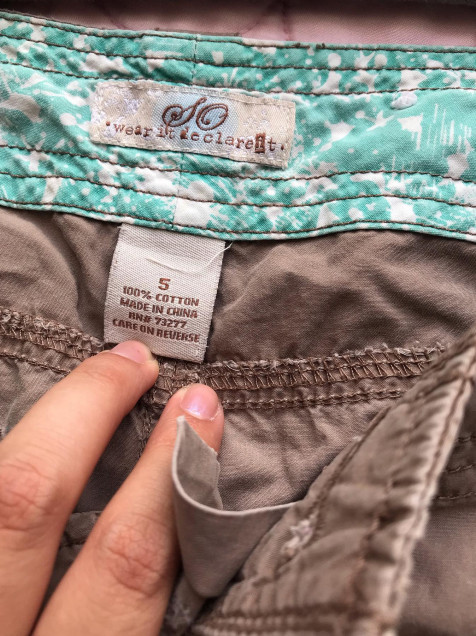 SO
wear it declare it.
5
100% COTTON
MADE IN CHINA
RN# 73277
CARE ON REVERSE